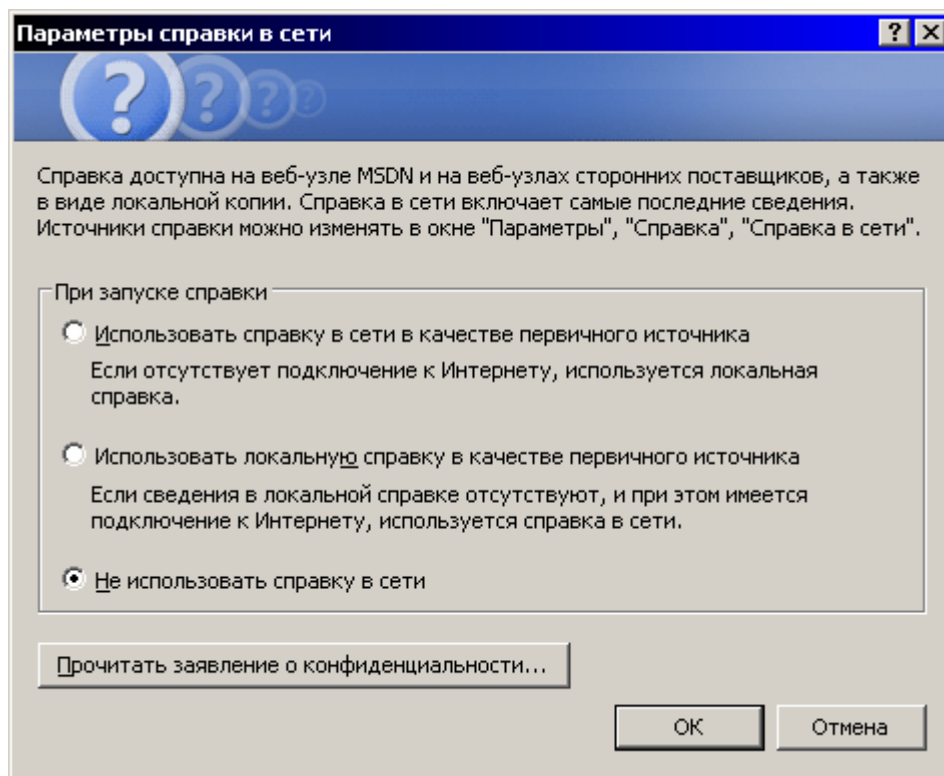 Параметры справки в сети
Справка доступна на веб-узле MSDN и на веб-узлах сторонних поставщиков, а также
в виде локальной копии. Справка в сети включает самые последние сведения.
Источники справки можно изменять в окне "Параметры", "Справка", "Справка в сети".
При запуске справки
Использовать справку в сети в качестве первичного источника
Если отсутствует подключение к Интернету, используется локальная
справка.
Использовать локальную справку в качестве первичного источника
Если сведения в локальной справке отсутствуют, и при этом имеется
подключение к Интернету, используется справка в сети.
Не использовать справку в сети
Прочитать заявление о конфиденциальности...
ОК
Отмена